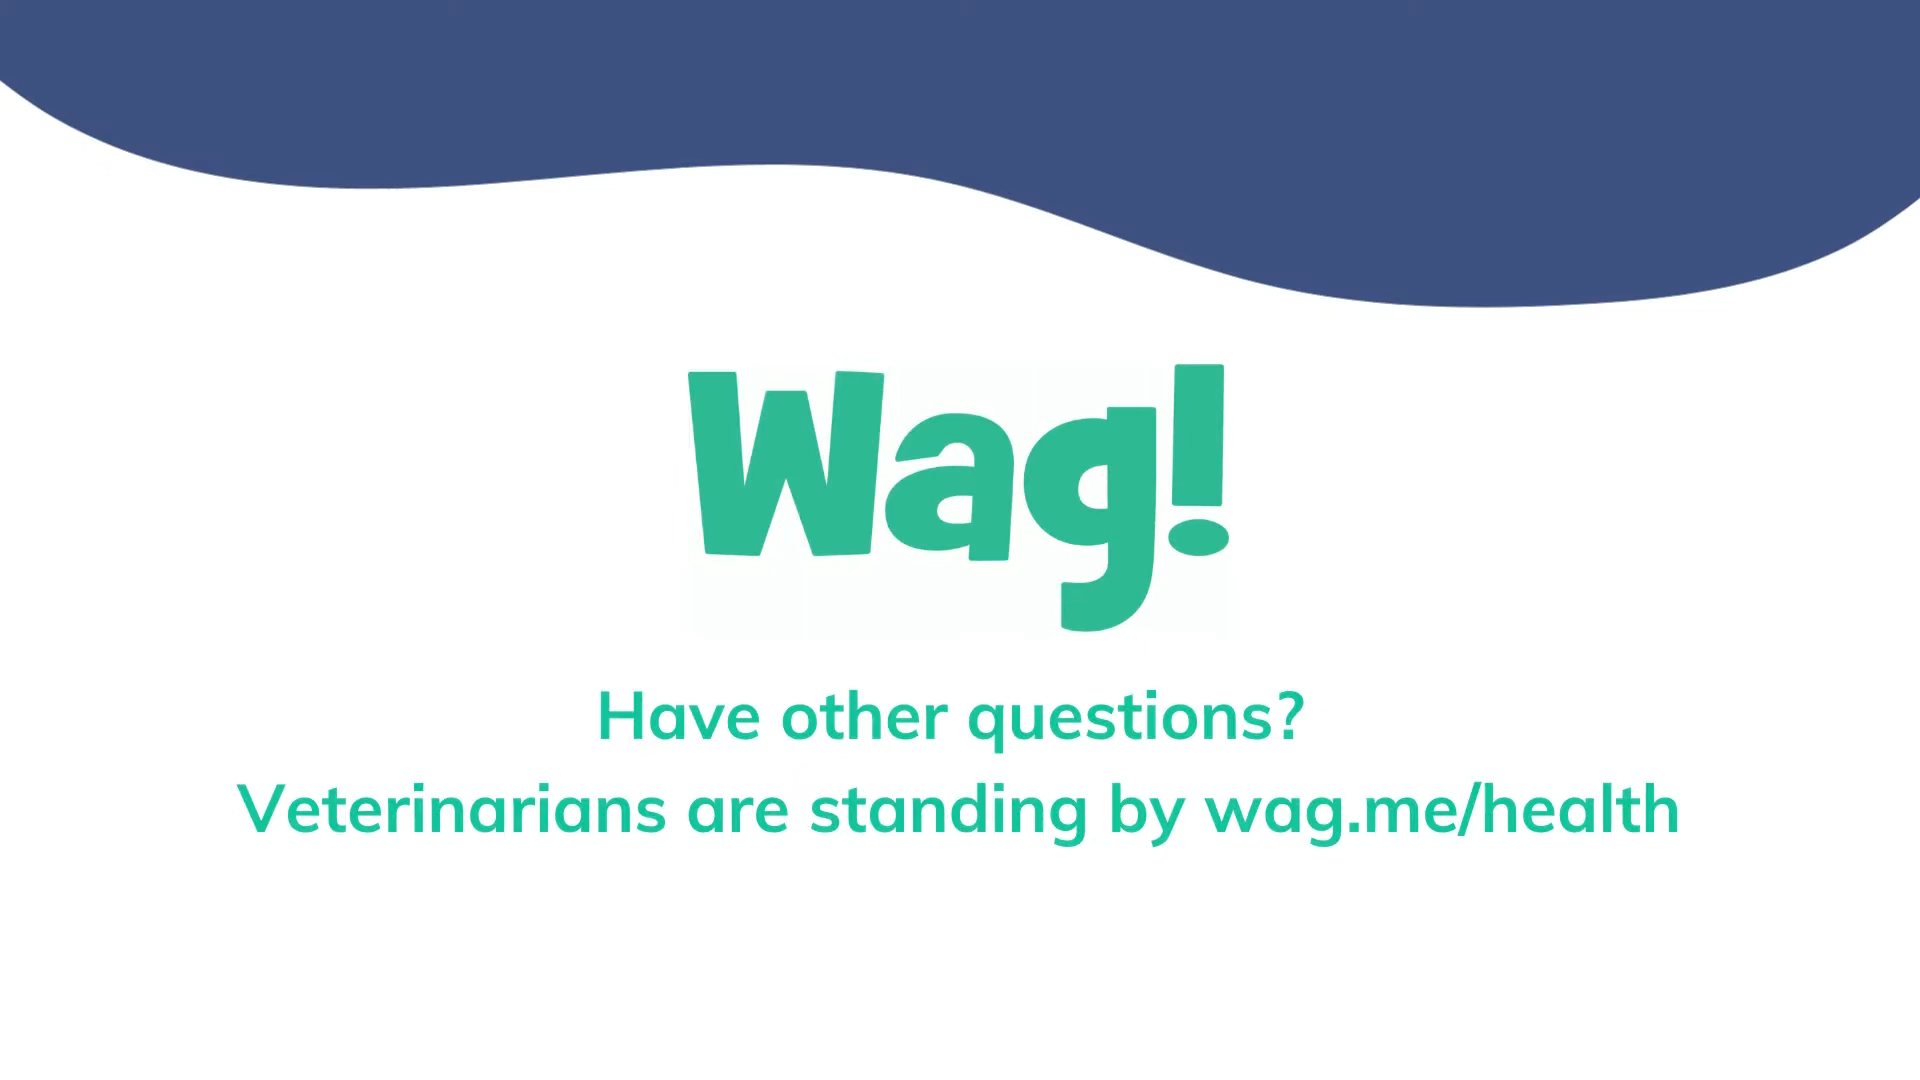 Wag!
Have other questions?
Veterinarians are standing by wag.me/health